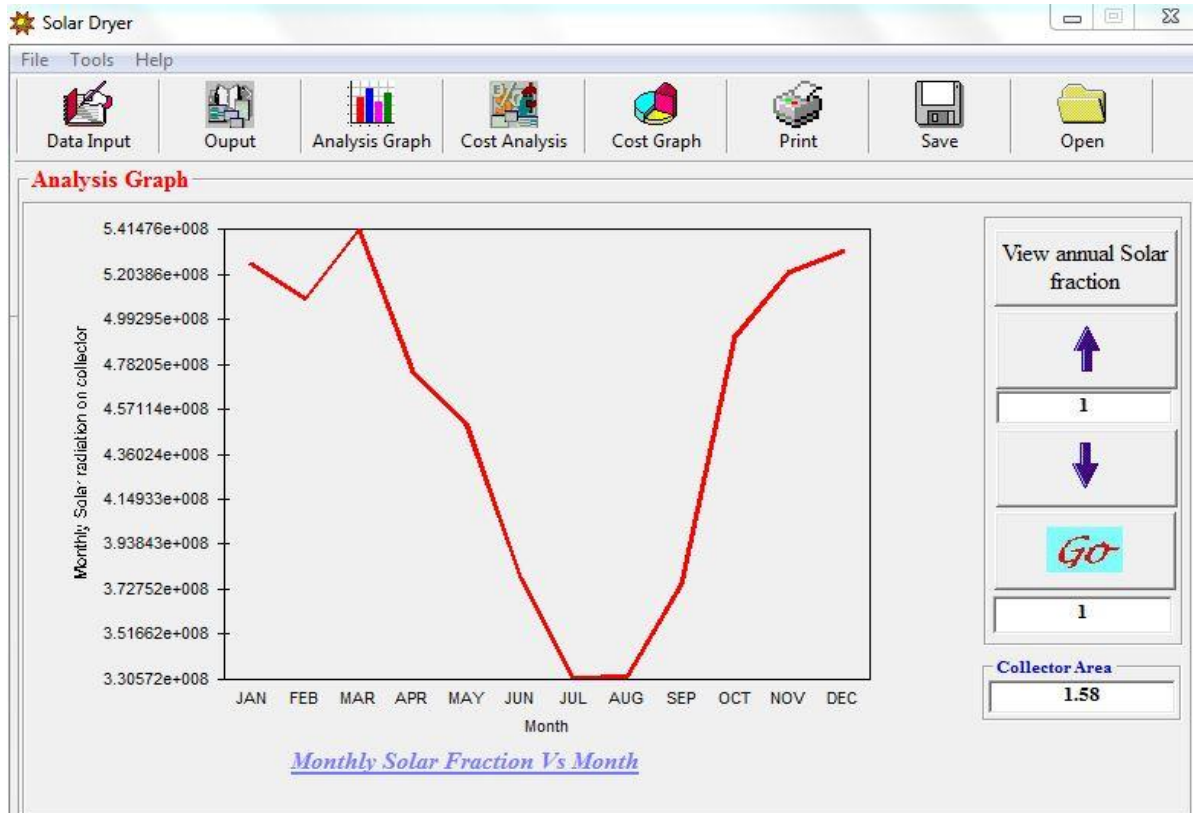 Solar Dryer
File Tools Help
Data Input Ouput Analysis Graph Cost Analysis Cost Graph Print Save Open
Analysis Graph
5.41476e+008
5.20386e+008
4.99295e+008
4.78205e+008
4.57114e+008
4.36024e+008
4.14933e+008
3.93843e+008
3.72752e+008
3.51662e+008
3.30572e+008
Monthly Solar radiation on collector
JAN FEB MAR APR MAY JUN JUL AUG SEP OCT NOV DEC
Month
Monthly Solar Fraction Vs Month
View annual Solar
fraction
1
Go
1
Collector Area
1.58